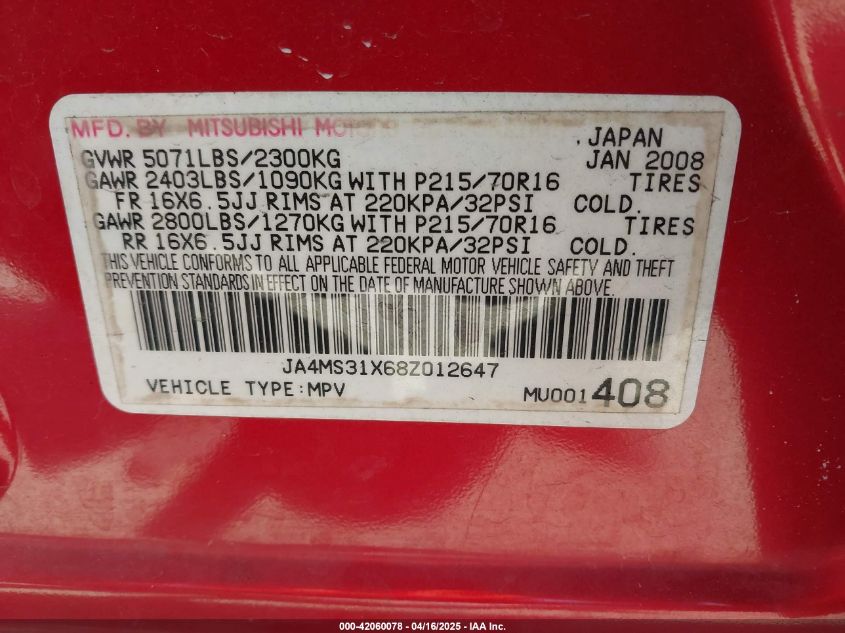 MFD. BY MITSUBISHI MO
. JAPAN
GVWR 5071LBS/2300KG JAN 2008
GAWR 2403LBS/1090KG WITH P215/70R16 TIRES
FR 16X6.5JJ RIMS AT 220KPA/32PSI COLD.
GAWR 2800LBS/1270KG WITH P215/70R16 TIRES
RR 16X6.5JJ RIMS AT 220KPA/32PSI COLD.
THIS VEHICLE CONFORMS TO ALL APPLICABLE FEDERAL MOTOR VEHICLE SAFETY AND THEFT
PREVENTION STANDARDS IN EFFECT ON THE DATE OF MANUFACTURE SHOWN ABOVE.
JA4MS31X68Z012647
VEHICLE TYPE:MPV MU001408
000-42060078 - 04/16/2025 - IAA Inc.